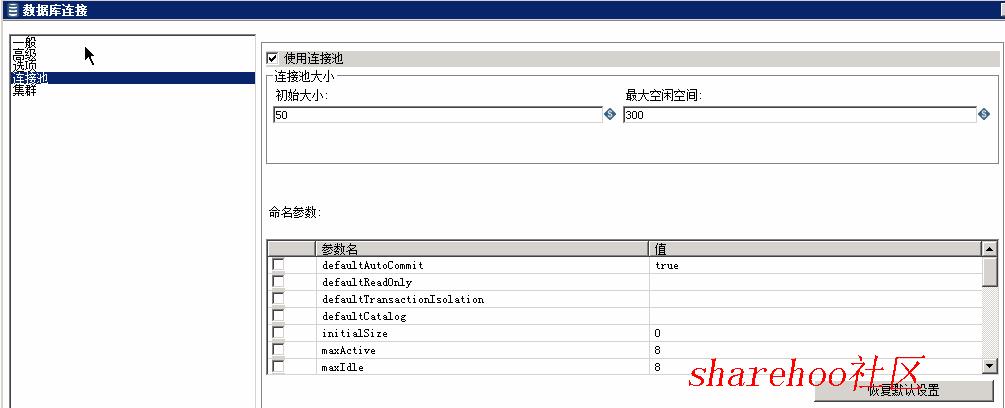 数据库连接
一般
高级
选项
连接池
集群
使用连接池
连接池大小
初始大小: 最大空闲空间:
50 300
命名参数:
参数名 值
defaultAutoCommit true
defaultReadOnly
defaultTransactionIsolation
defaultCatalog
initialSize 0
maxActive 8
maxIdle 8
sharehoo社区
恢复默认设置